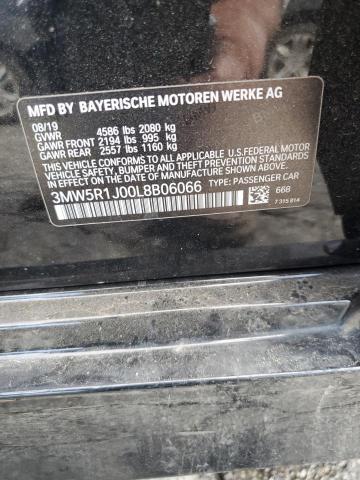 MFD BY BAYERISCHE MOTOREN WERKE AG
08/19
GVWR 4586 lbs 2080 kg
GAWR FRONT 2194 lbs 995 kg
GAWR REAR 2557 lbs 1160 kg
THIS VEHICLE CONFORMS TO ALL APPLICABLE U.S. FEDERAL MOTOR
VEHICLE SAFETY, BUMPER, AND THEFT PREVENTION STANDARDS
IN EFFECT ON THE DATE OF MANUFACTURE SHOWN ABOVE.
3MW5R1J00L8B06066 TYPE: PASSENGER CAR
668
7 315 814